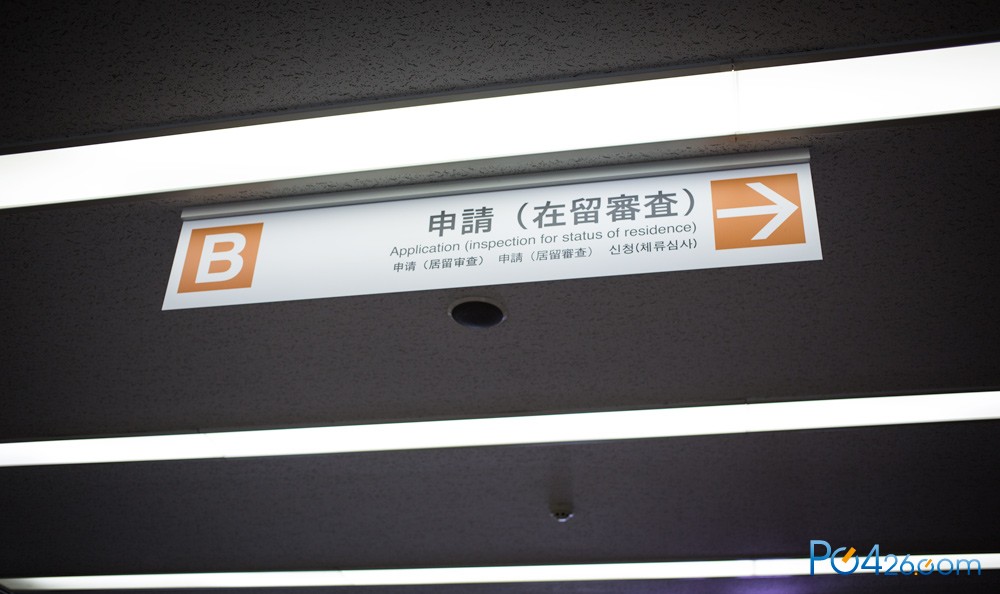 B
申請（在留審査）
Application (inspection for status of residence)
申请（居留审查） 申請（居留審查） 신청(체류심사)
PC426.com